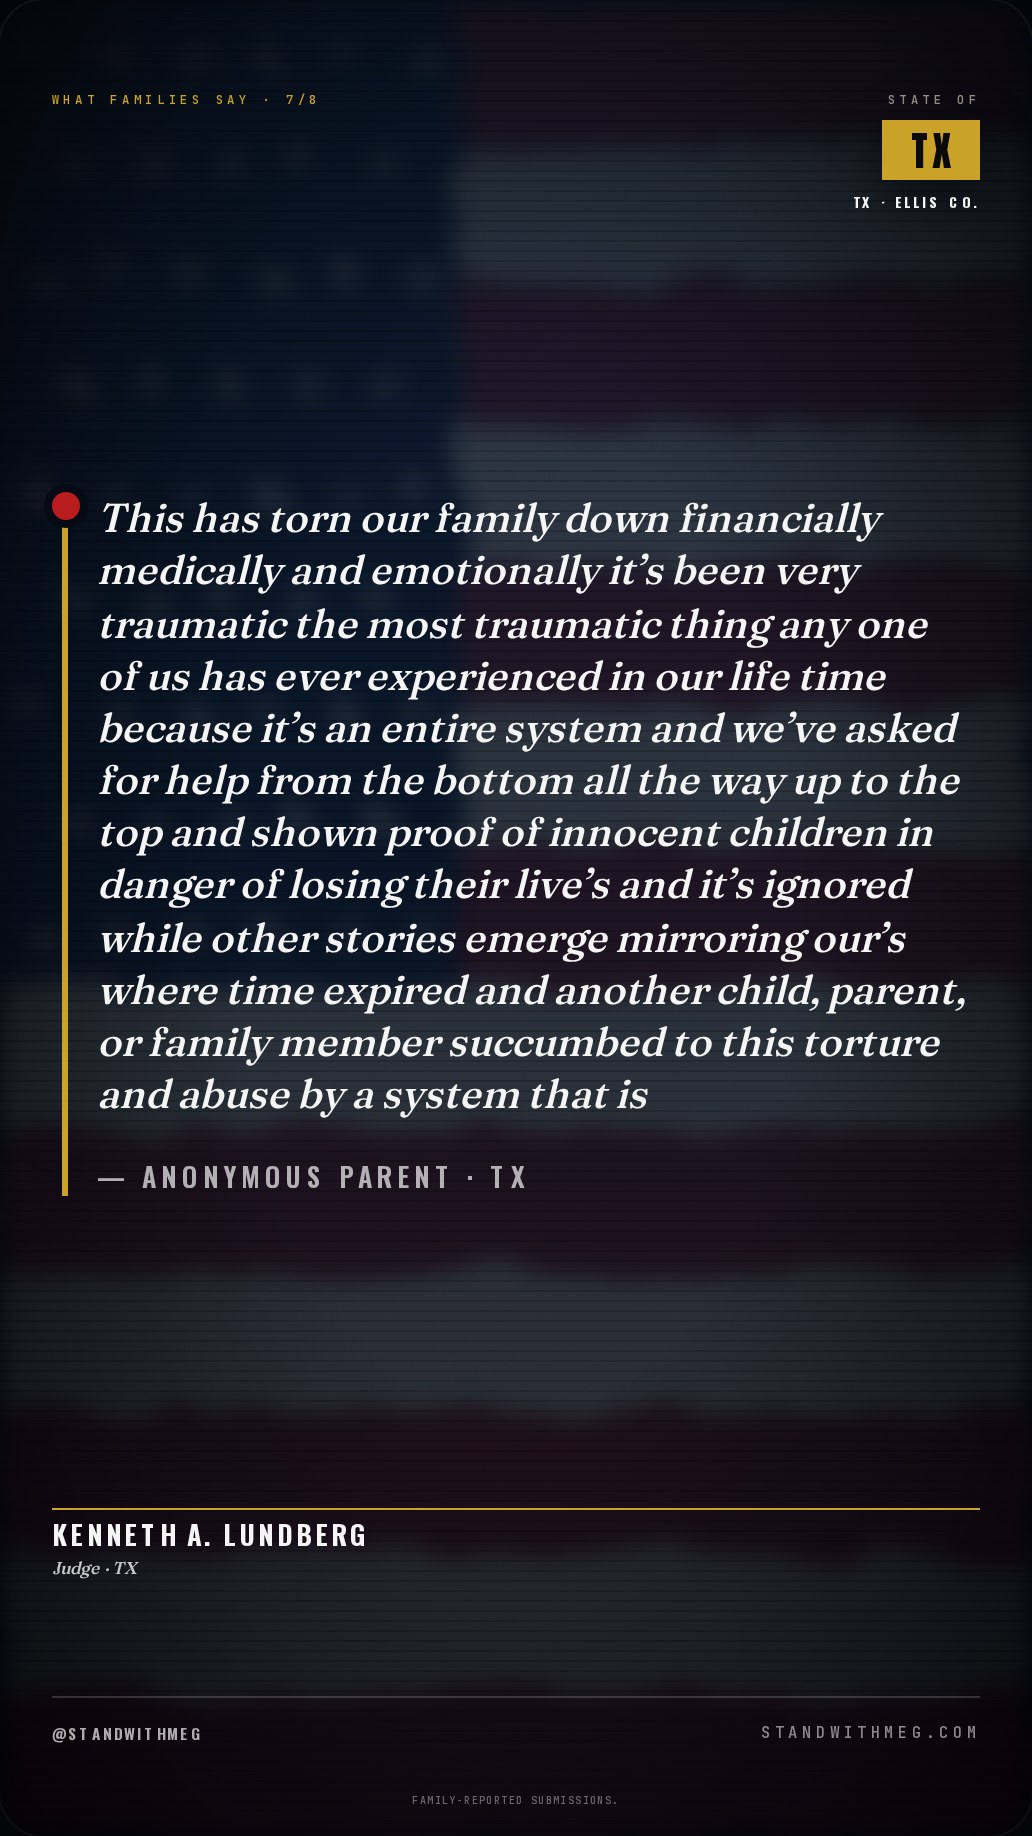 WHAT FAMILIES SAY · 7/8
STATE OF
TX
TX · ELLIS CO.
This has torn our family down financially
medically and emotionally it’s been very
traumatic the most traumatic thing any one
of us has ever experienced in our life time
because it’s an entire system and we’ve asked
for help from the bottom all the way up to the
top and shown proof of innocent children in
danger of losing their live’s and it’s ignored
while other stories emerge mirroring our’s
where time expired and another child, parent,
or family member succumbed to this torture
and abuse by a system that is
— ANONYMOUS PARENT · TX
KENNETH A. LUNDBERG
Judge · TX
@STANDWITHMEG
STANDWITHMEG.COM
FAMILY-REPORTED SUBMISSIONS.